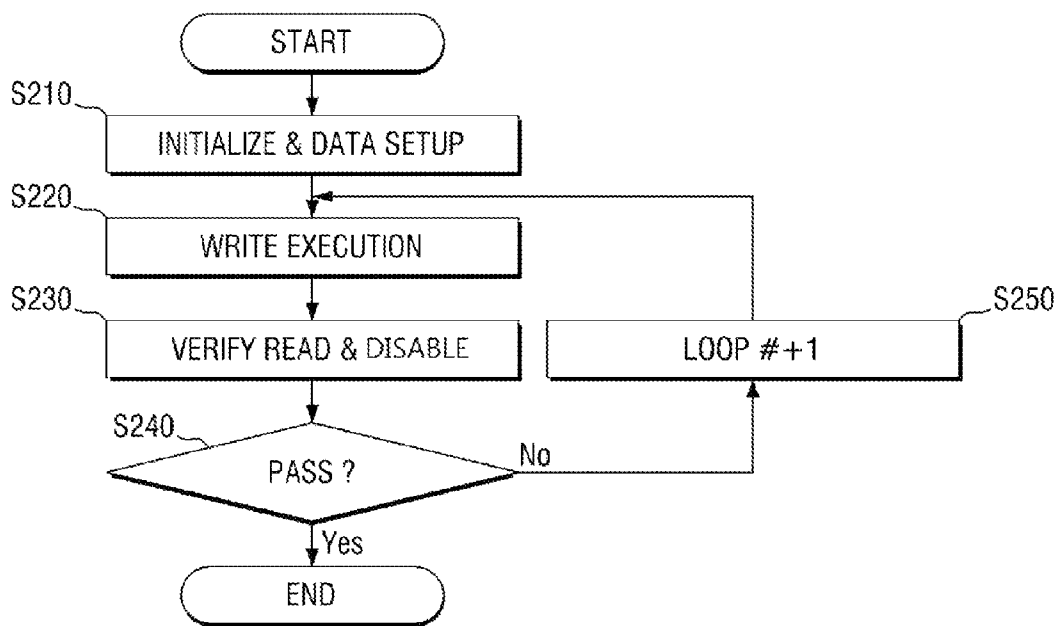 START
S210
INITIALIZE & DATA SETUP
S220
WRITE EXECUTION
S230
VERIFY READ & DISABLE
S250
LOOP #+1
S240
PASS ?
No
Yes
END